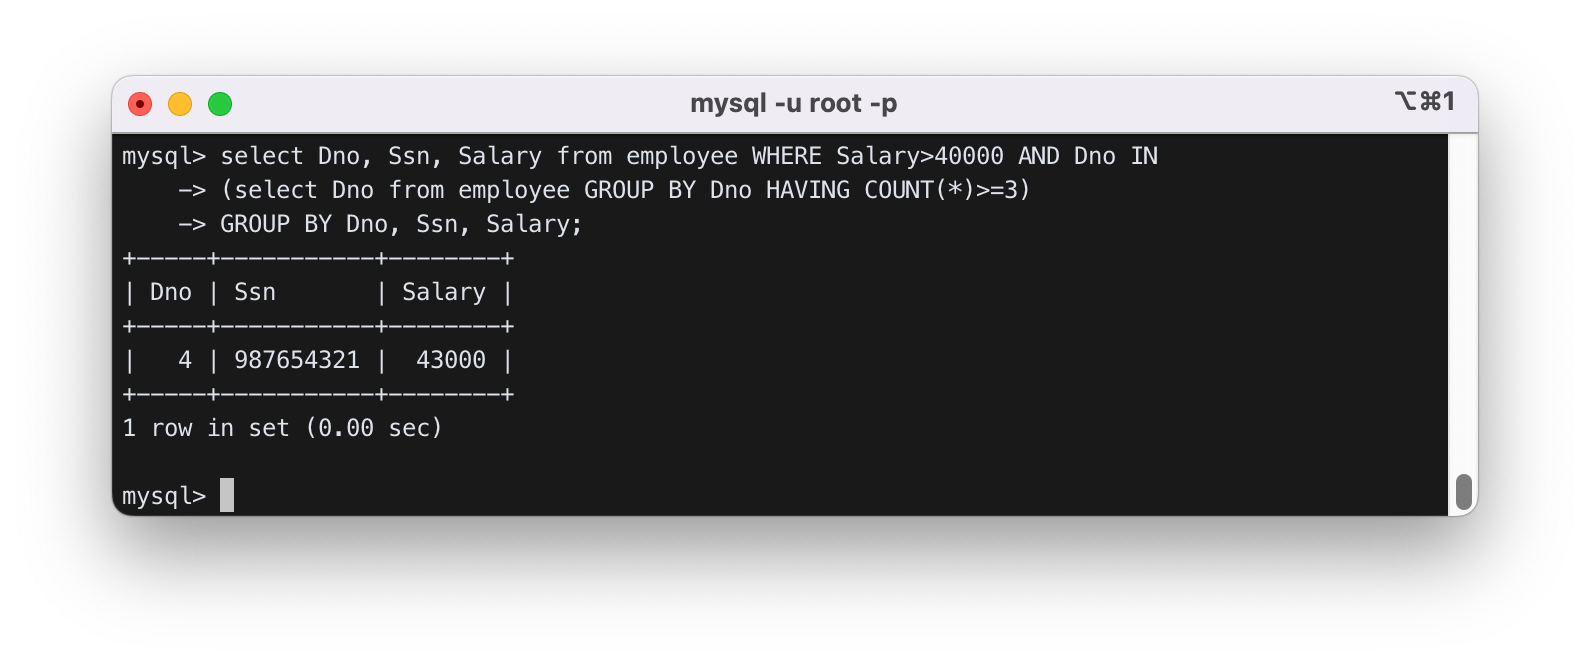 mysql -u root -p
⌥⌘1
mysql> select Dno, Ssn, Salary from employee WHERE Salary>40000 AND Dno IN
    -> (select Dno from employee GROUP BY Dno HAVING COUNT(*)>=3)
    -> GROUP BY Dno, Ssn, Salary;
+-----+-----------+--------+
| Dno | Ssn       | Salary |
+-----+-----------+--------+
|   4 | 987654321 |  43000 |
+-----+-----------+--------+
1 row in set (0.00 sec)
mysql>